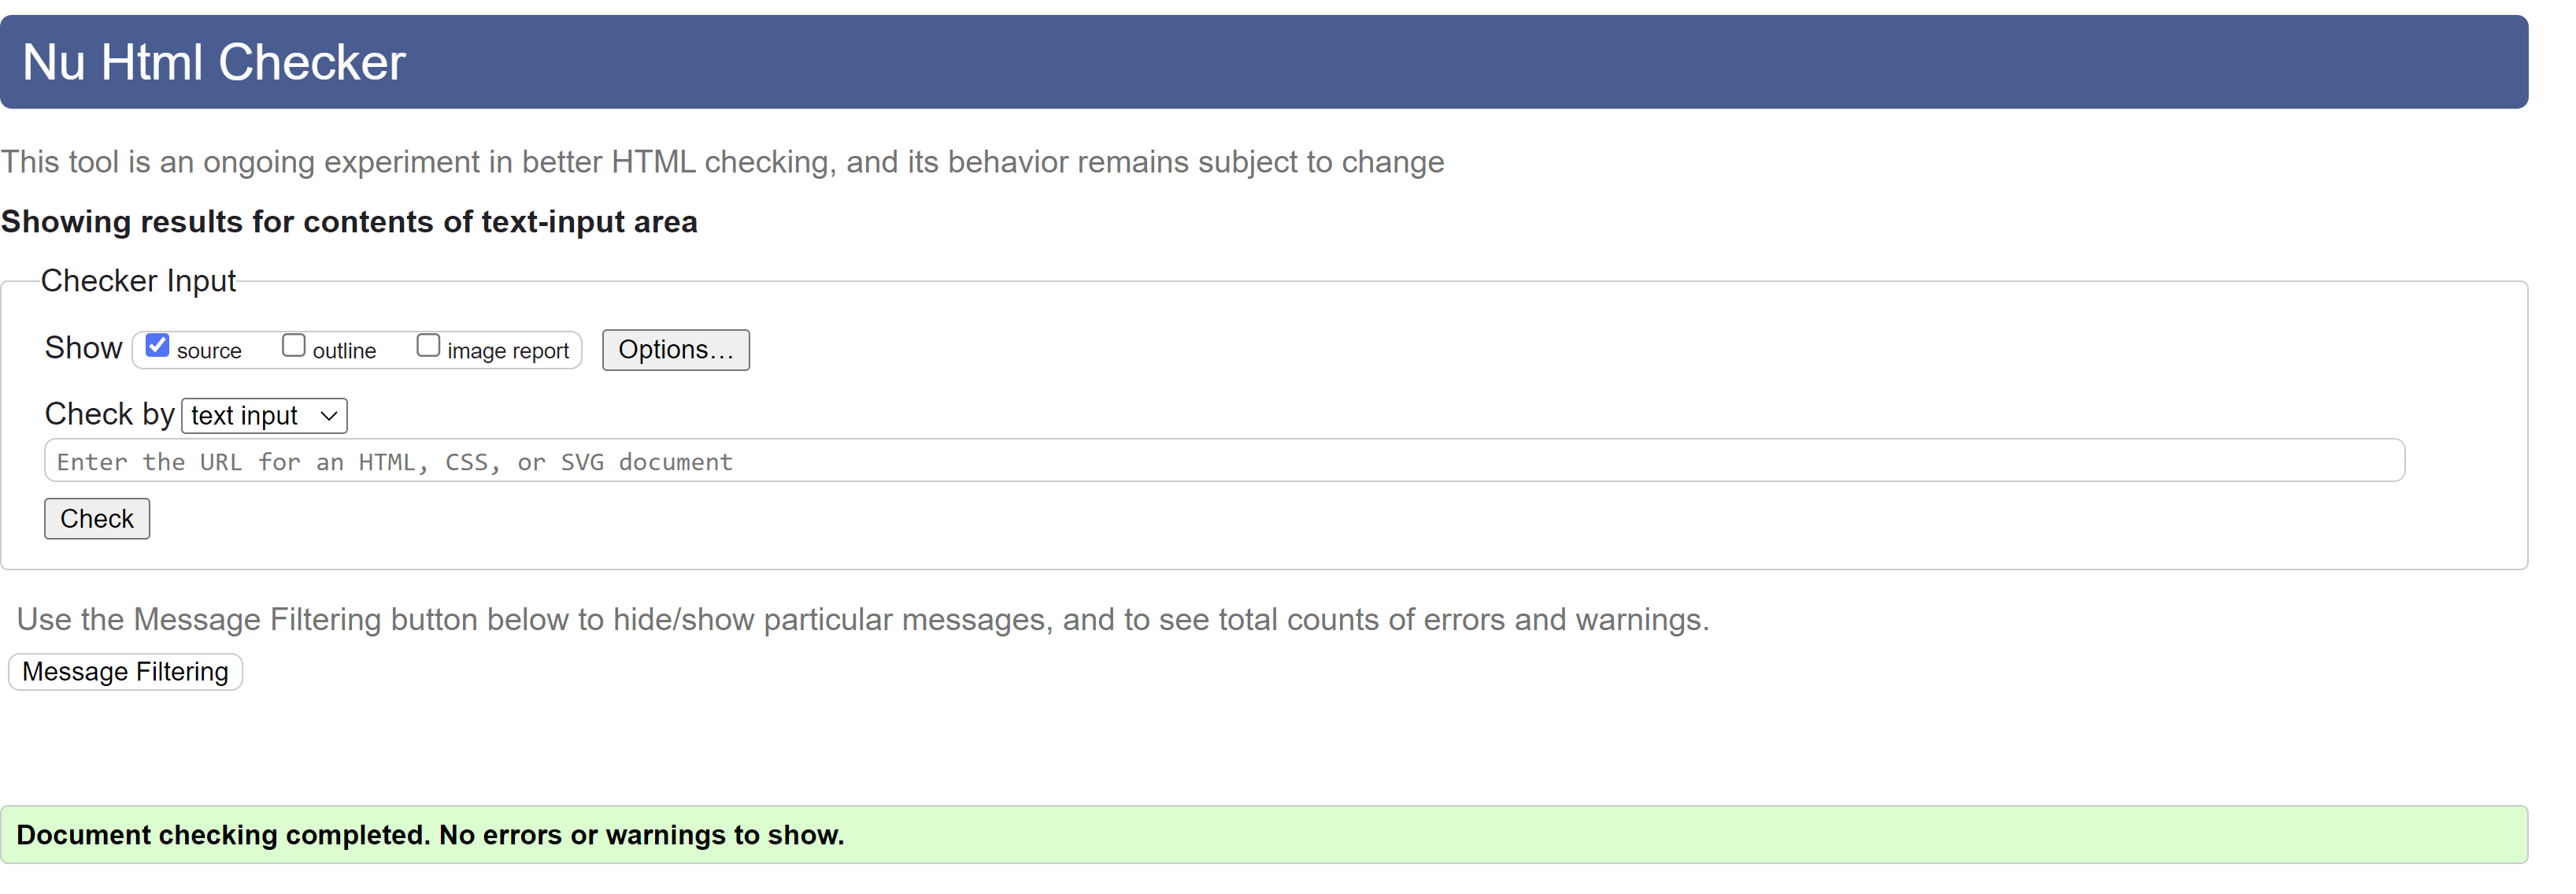 Nu Html Checker
This tool is an ongoing experiment in better HTML checking, and its behavior remains subject to change
Showing results for contents of text-input area
Checker Input
Show source outline image report Options…
Check by text input
Enter the URL for an HTML, CSS, or SVG document
Check
Use the Message Filtering button below to hide/show particular messages, and to see total counts of errors and warnings.
Message Filtering
Document checking completed. No errors or warnings to show.